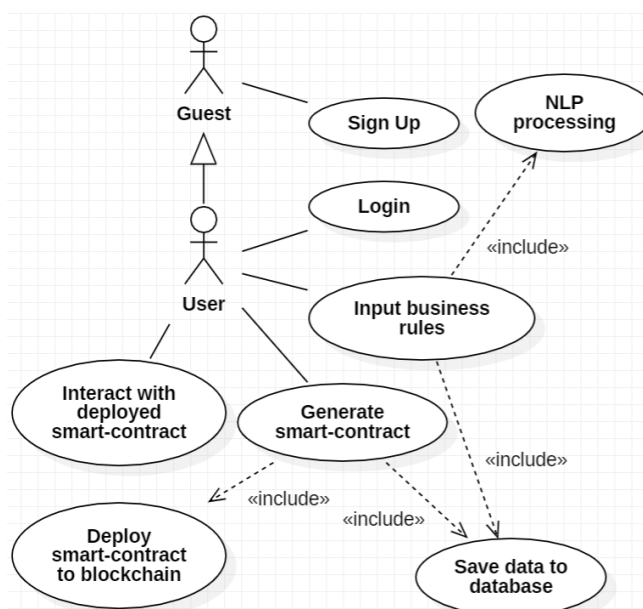 Guest
Sign Up
NLP
processing
Login
«include»
User
Input business
rules
Interact with
deployed
smart-contract
Generate
smart-contract
«include»
«include»
«include»
Deploy
smart-contract
to blockchain
Save data to
database